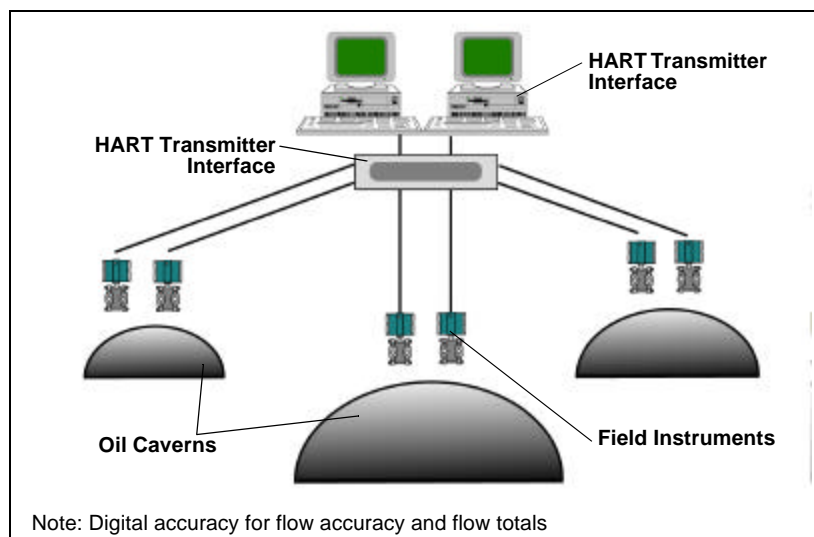 HART Transmitter
Interface
HART Transmitter
Interface
Oil Caverns
Field Instruments
Note: Digital accuracy for flow accuracy and flow totals